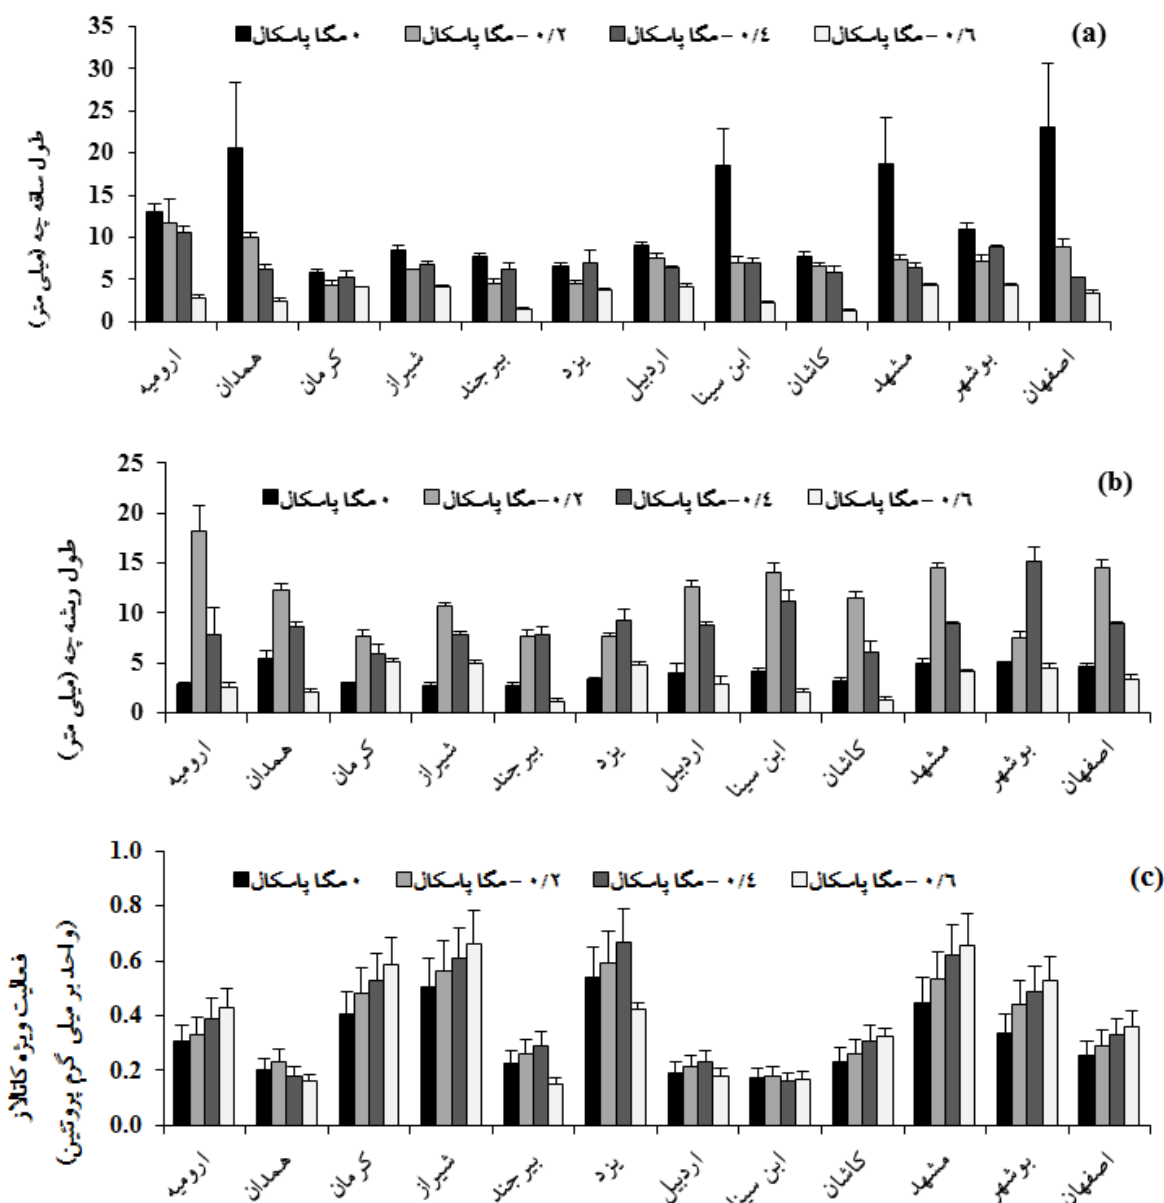 ۰ مگا پاسکال ۰/۲ – مگا پاسکال ۰/٤ – مگا پاسکال ۰/٦ – مگا پاسکال (a)
طول ساقه چه (میلی متر)
35
30
25
20
15
10
5
0
ارومیه همدان کرمان شیراز بیرجند یزد اردبیل ابن سینا کاشان مشهد بوشهر اصفهان
۰ مگا پاسکال ۰/۲ – مگا پاسکال ۰/٤ – مگا پاسکال ۰/٦ – مگا پاسکال (b)
طول ریشه چه (میلی متر)
25
20
15
10
5
0
ارومیه همدان کرمان شیراز بیرجند یزد اردبیل ابن سینا کاشان مشهد بوشهر اصفهان
۰ مگا پاسکال ۰/۲ – مگا پاسکال ۰/٤ – مگا پاسکال ۰/٦ – مگا پاسکال (c)
فعالیت ویژه کاتالاز
(واحد بر میلی گرم پروتئین)
1.0
0.8
0.6
0.4
0.2
0.0
ارومیه همدان کرمان شیراز بیرجند یزد اردبیل ابن سینا کاشان مشهد بوشهر اصفهان